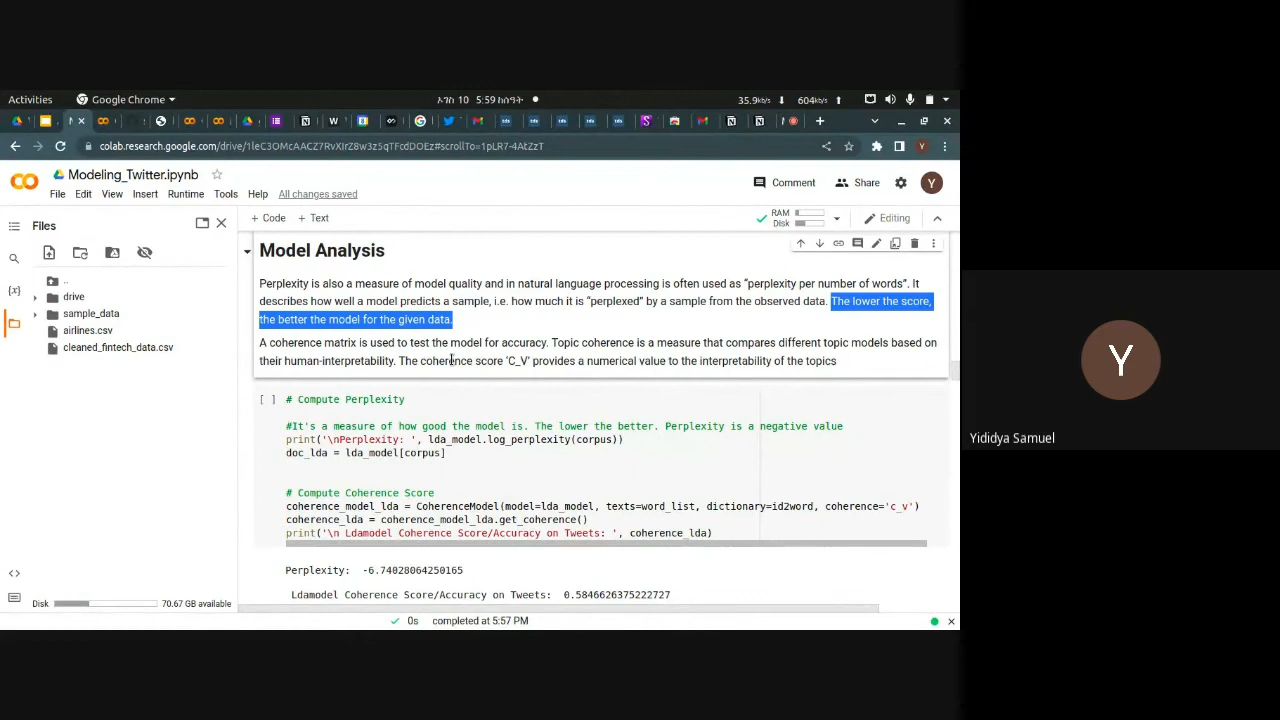 Activities
Google Chrome
ኦገስ 10 5:59 ከሰዓት
35.9kb/s
604kb/s
colab.research.google.com/drive/1leC3OMcAACZ7RvXIrZ8w3z5qTFcdDOEz#scrollTo=1pLR7-4AtZzT
Modeling_Twitter.ipynb
File Edit View Insert Runtime Tools Help All changes saved
Comment
Share
Y
Files
+ Code + Text
RAM
Disk
Editing
..
drive
sample_data
airlines.csv
cleaned_fintech_data.csv
Disk
70.67 GB available
Model Analysis
Perplexity is also a measure of model quality and in natural language processing is often used as “perplexity per number of words”. It
describes how well a model predicts a sample, i.e. how much it is “perplexed” by a sample from the observed data. The lower the score,
the better the model for the given data.
A coherence matrix is used to test the model for accuracy. Topic coherence is a measure that compares different topic models based on
their human-interpretability. The coherence score ‘C_V’ provides a numerical value to the interpretability of the topics
[ ] # Compute Perplexity
#It's a measure of how good the model is. The lower the better. Perplexity is a negative value
print('\nPerplexity: ', lda_model.log_perplexity(corpus))
doc_lda = lda_model[corpus]
# Compute Coherence Score
coherence_model_lda = CoherenceModel(model=lda_model, texts=word_list, dictionary=id2word, coherence='c_v')
coherence_lda = coherence_model_lda.get_coherence()
print('\n Ldamodel Coherence Score/Accuracy on Tweets: ', coherence_lda)
Perplexity: -6.74028064250165
Ldamodel Coherence Score/Accuracy on Tweets: 0.5846626375222727
0s completed at 5:57 PM
Y
Yididya Samuel